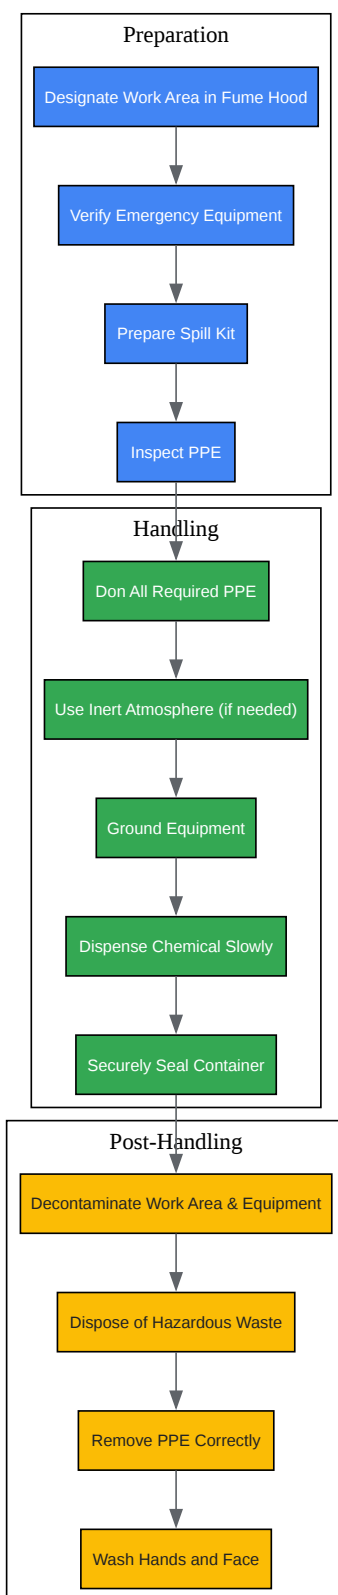 Preparation
Designate Work Area in Fume Hood
Verify Emergency Equipment
Prepare Spill Kit
Inspect PPE
Handling
Don All Required PPE
Use Inert Atmosphere (if needed)
Ground Equipment
Dispense Chemical Slowly
Securely Seal Container
Post-Handling
Decontaminate Work Area & Equipment
Dispose of Hazardous Waste
Remove PPE Correctly
Wash Hands and Face